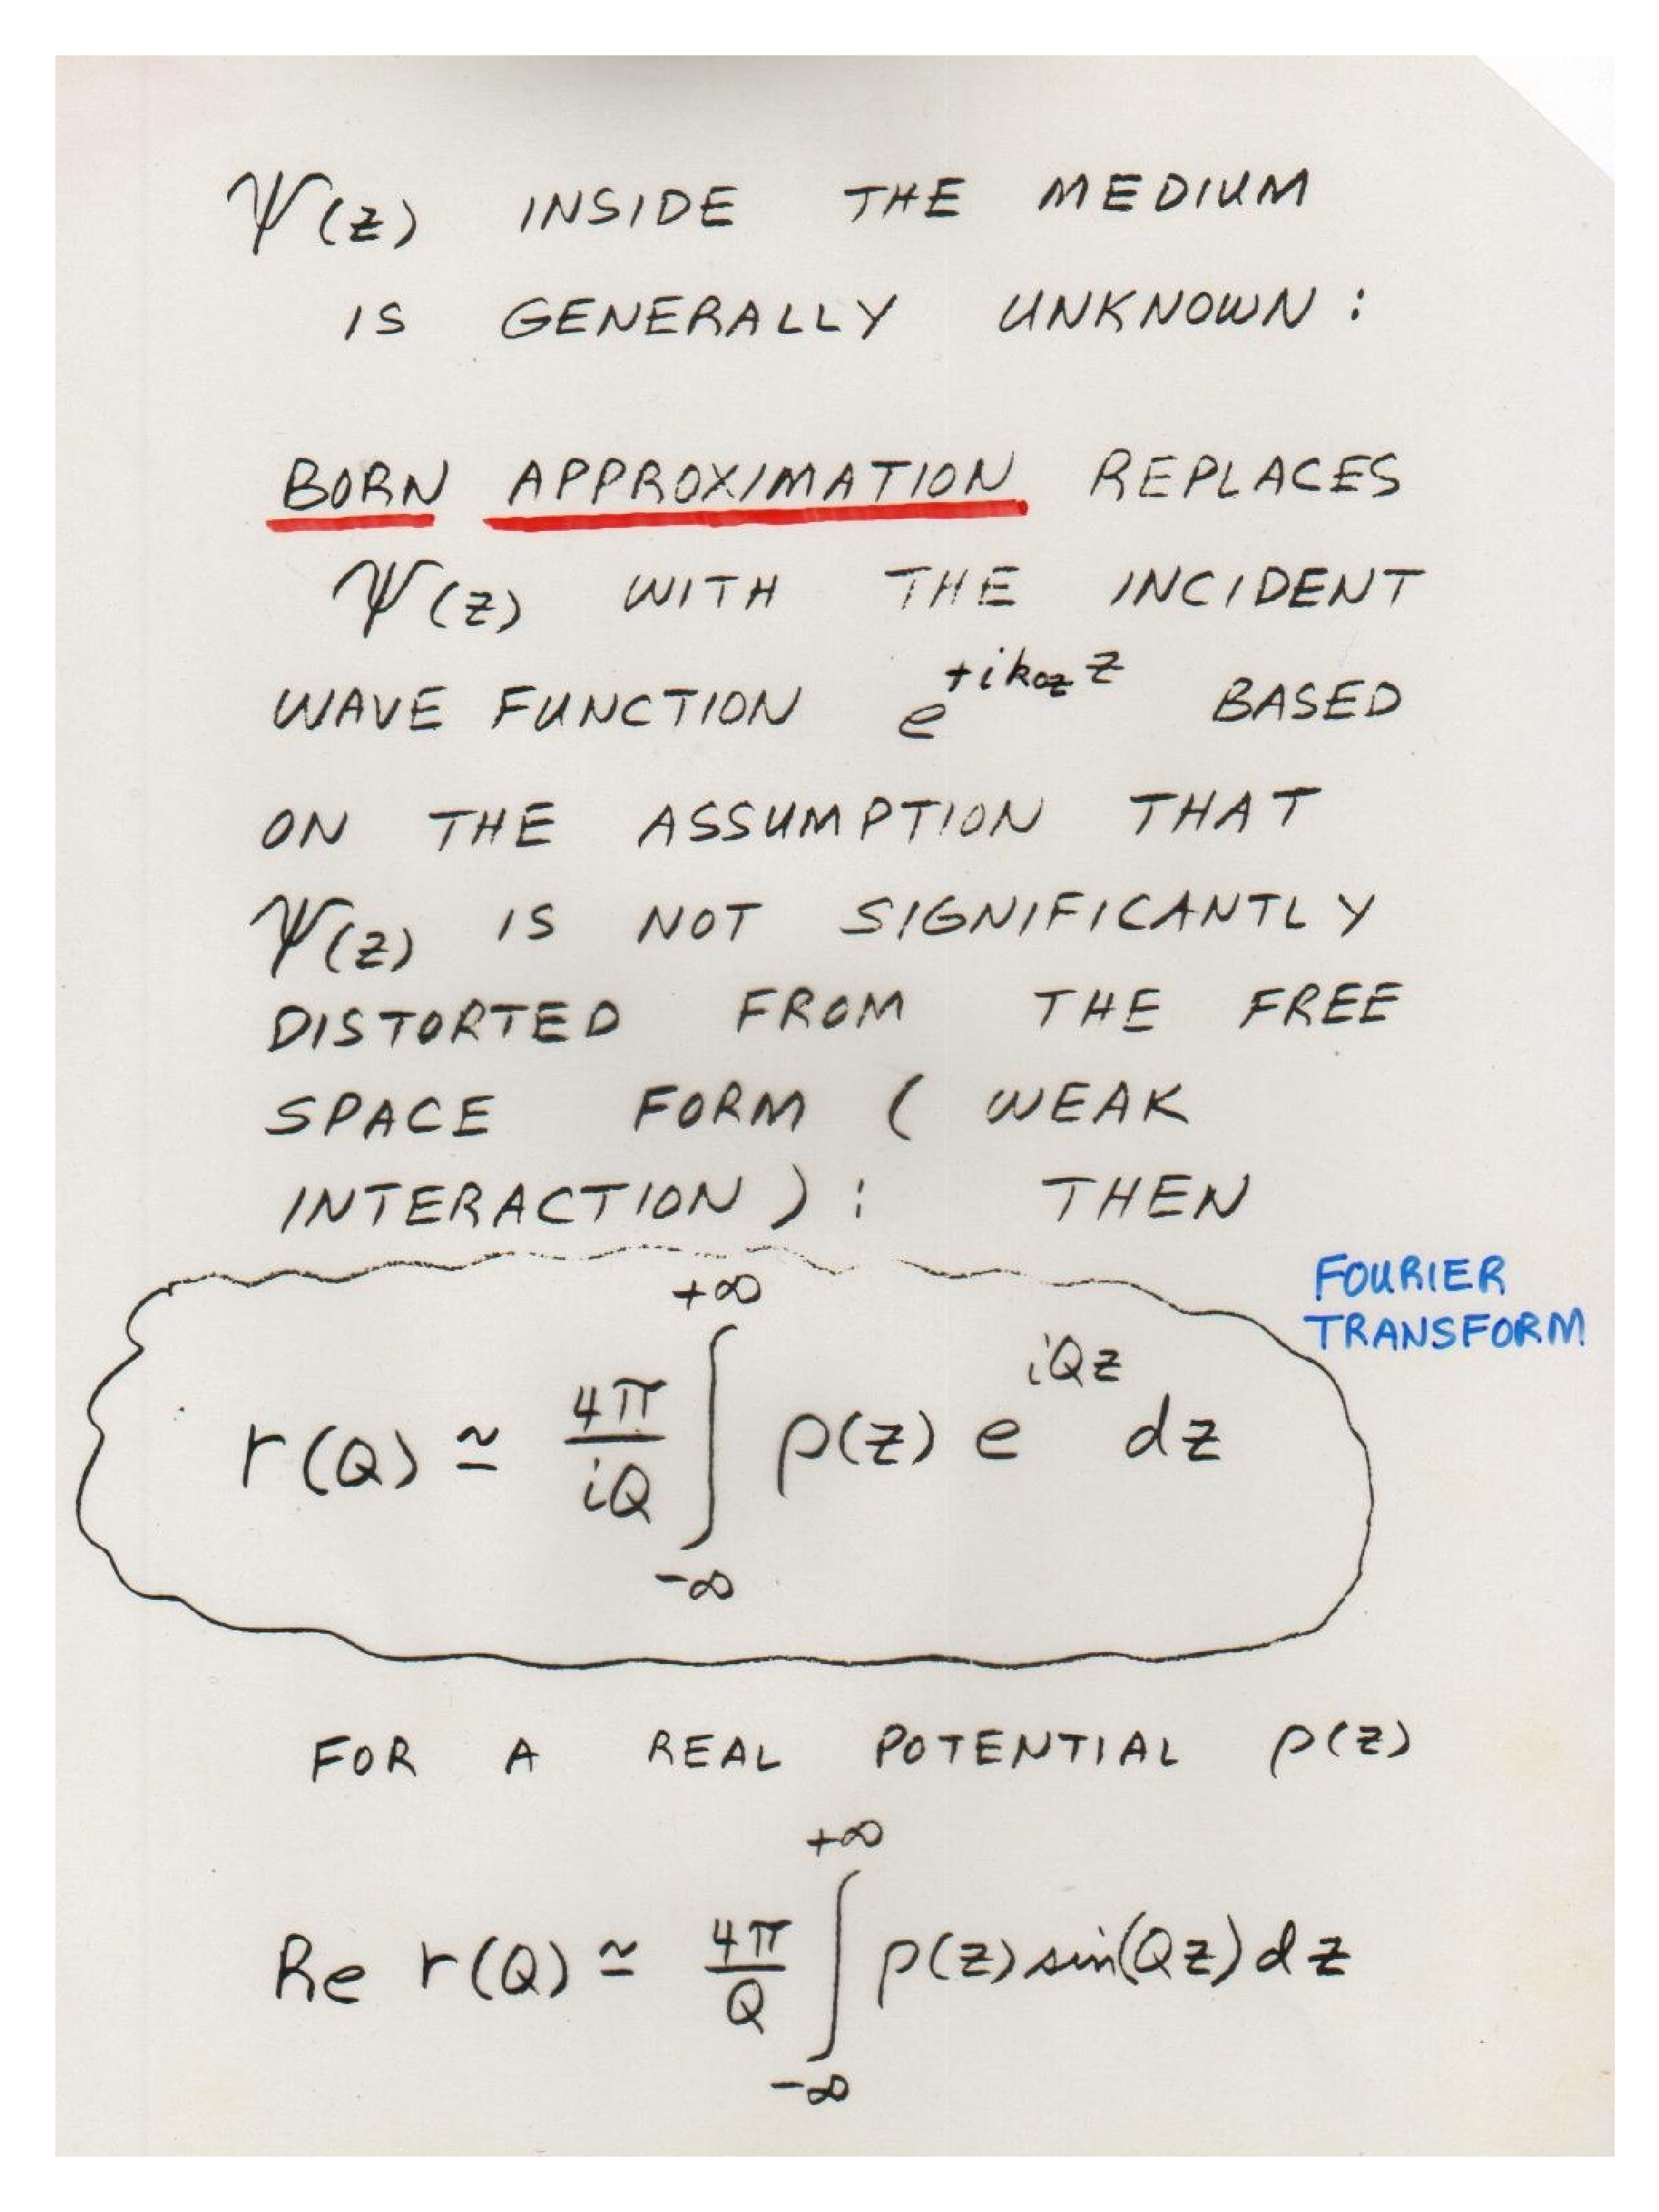 Ψ(z) INSIDE THE MEDIUM
IS GENERALLY UNKNOWN:
BORN APPROXIMATION REPLACES
Ψ(z) WITH THE INCIDENT
WAVE FUNCTION e^{+ik_{0z}z} BASED
ON THE ASSUMPTION THAT
Ψ(z) IS NOT SIGNIFICANTLY
DISTORTED FROM THE FREE
SPACE FORM (WEAK
INTERACTION): THEN
FOURIER
TRANSFORM
r(Q) ≃ \frac{4π}{iQ} ∫_{-∞}^{+∞} ρ(z) e^{iQz} dz
FOR A REAL POTENTIAL ρ(z)
Re r(Q) ≃ \frac{4π}{Q} ∫_{-∞}^{+∞} ρ(z) sin(Qz) dz